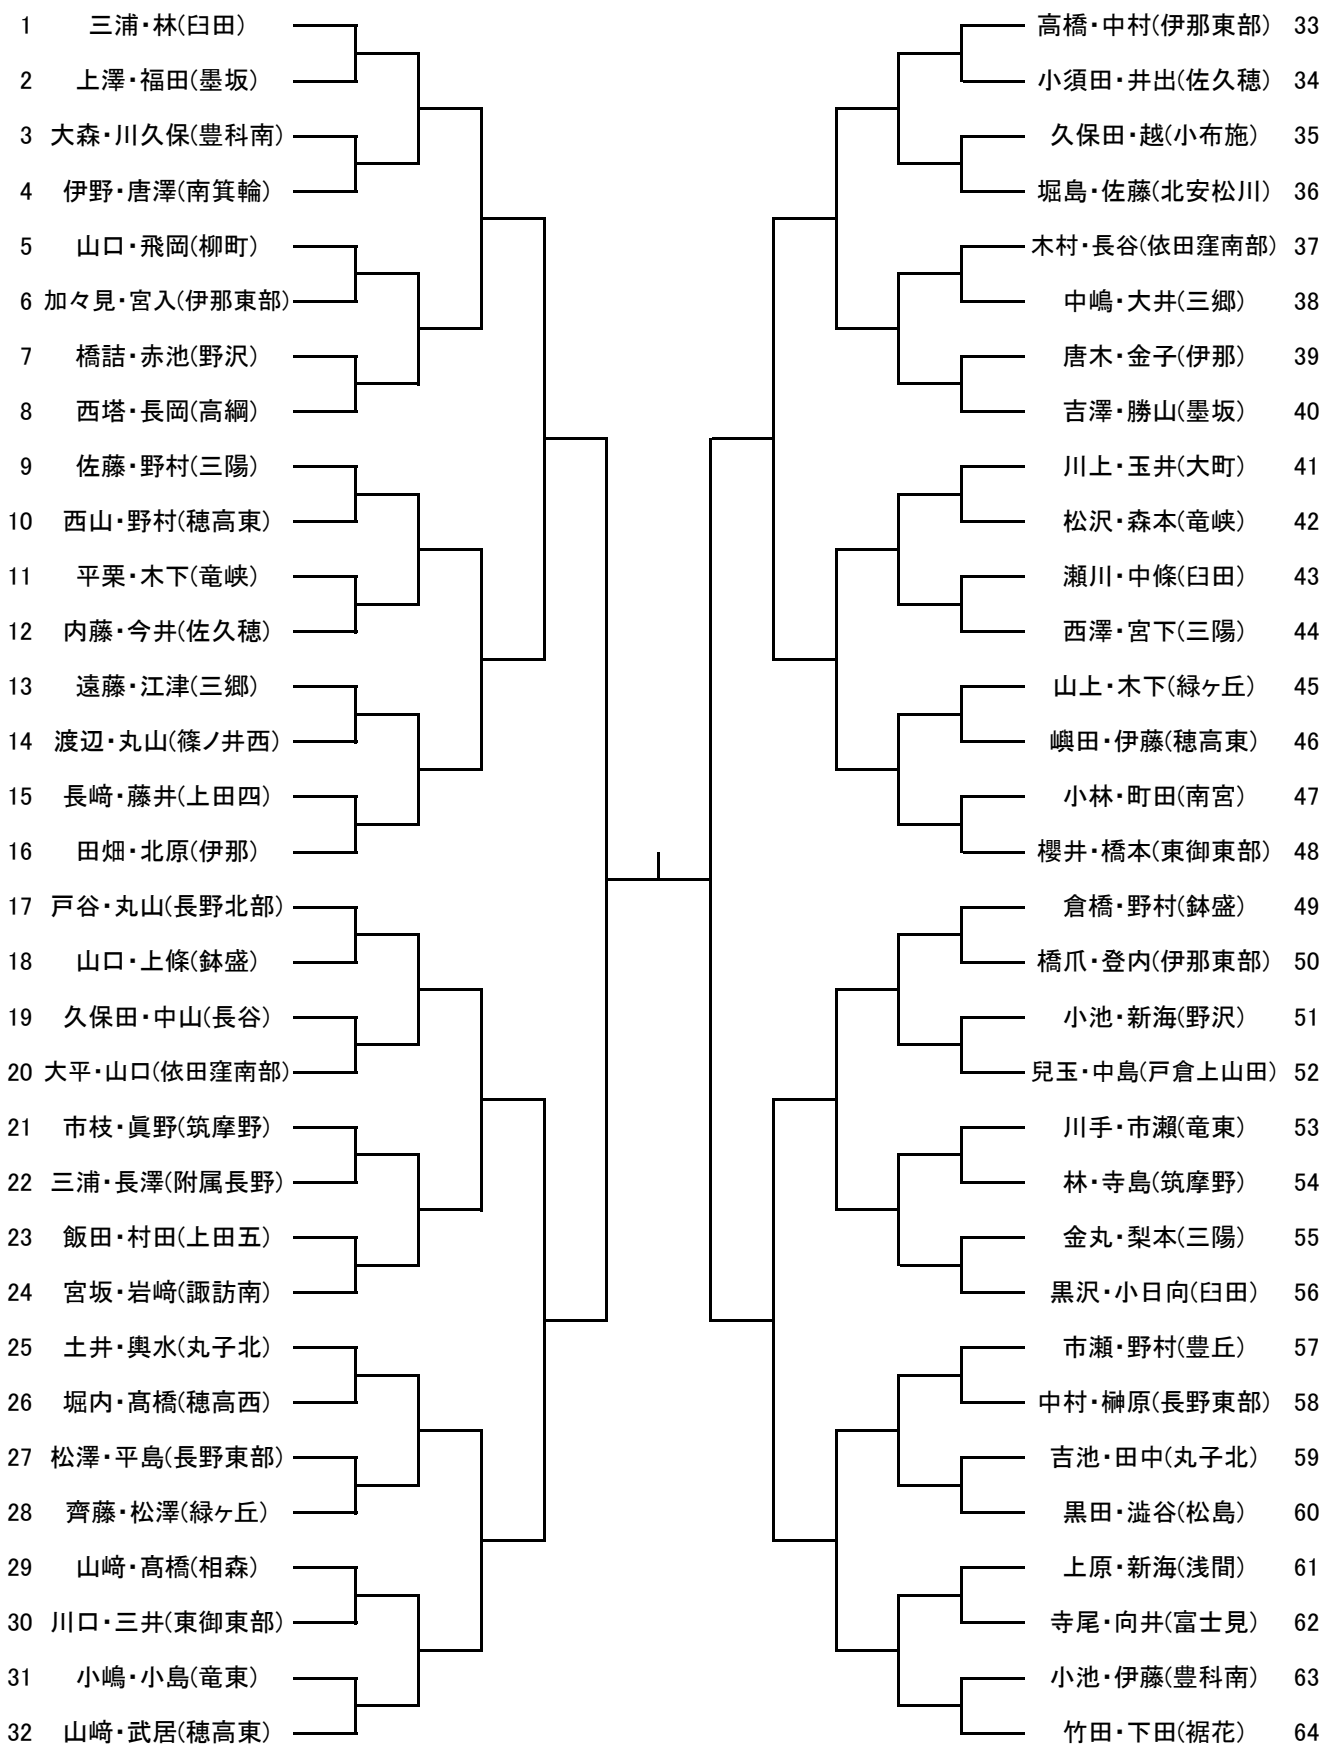 1 三浦・林(臼田)
2 上澤・福田(墨坂)
3 大森・川久保(豊科南)
4 伊野・唐澤(南箕輪)
5 山口・飛岡(柳町)
6 加々見・宮入(伊那東部)
7 橋詰・赤池(野沢)
8 西塔・長岡(高綱)
9 佐藤・野村(三陽)
10 西山・野村(穂高東)
11 平栗・木下(竜峡)
12 内藤・今井(佐久穂)
13 遠藤・江津(三郷)
14 渡辺・丸山(篠ノ井西)
15 長﨑・藤井(上田四)
16 田畑・北原(伊那)
17 戸谷・丸山(長野北部)
18 山口・上條(鉢盛)
19 久保田・中山(長谷)
20 大平・山口(依田窪南部)
21 市枝・眞野(筑摩野)
22 三浦・長澤(附属長野)
23 飯田・村田(上田五)
24 宮坂・岩﨑(諏訪南)
25 土井・輿水(丸子北)
26 堀内・髙橋(穂高西)
27 松澤・平島(長野東部)
28 齊藤・松澤(緑ヶ丘)
29 山﨑・髙橋(相森)
30 川口・三井(東御東部)
31 小嶋・小島(竜東)
32 山﨑・武居(穂高東)
高橋・中村(伊那東部) 33
小須田・井出(佐久穂) 34
久保田・越(小布施) 35
堀島・佐藤(北安松川) 36
木村・長谷(依田窪南部) 37
中嶋・大井(三郷) 38
唐木・金子(伊那) 39
吉澤・勝山(墨坂) 40
川上・玉井(大町) 41
松沢・森本(竜峡) 42
瀬川・中條(臼田) 43
西澤・宮下(三陽) 44
山上・木下(緑ヶ丘) 45
嶼田・伊藤(穂高東) 46
小林・町田(南宮) 47
櫻井・橋本(東御東部) 48
倉橋・野村(鉢盛) 49
橋爪・登内(伊那東部) 50
小池・新海(野沢) 51
兒玉・中島(戸倉上山田) 52
川手・市瀨(竜東) 53
林・寺島(筑摩野) 54
金丸・梨本(三陽) 55
黒沢・小日向(臼田) 56
市瀬・野村(豊丘) 57
中村・榊原(長野東部) 58
吉池・田中(丸子北) 59
黒田・澁谷(松島) 60
上原・新海(浅間) 61
寺尾・向井(富士見) 62
小池・伊藤(豊科南) 63
竹田・下田(裾花) 64